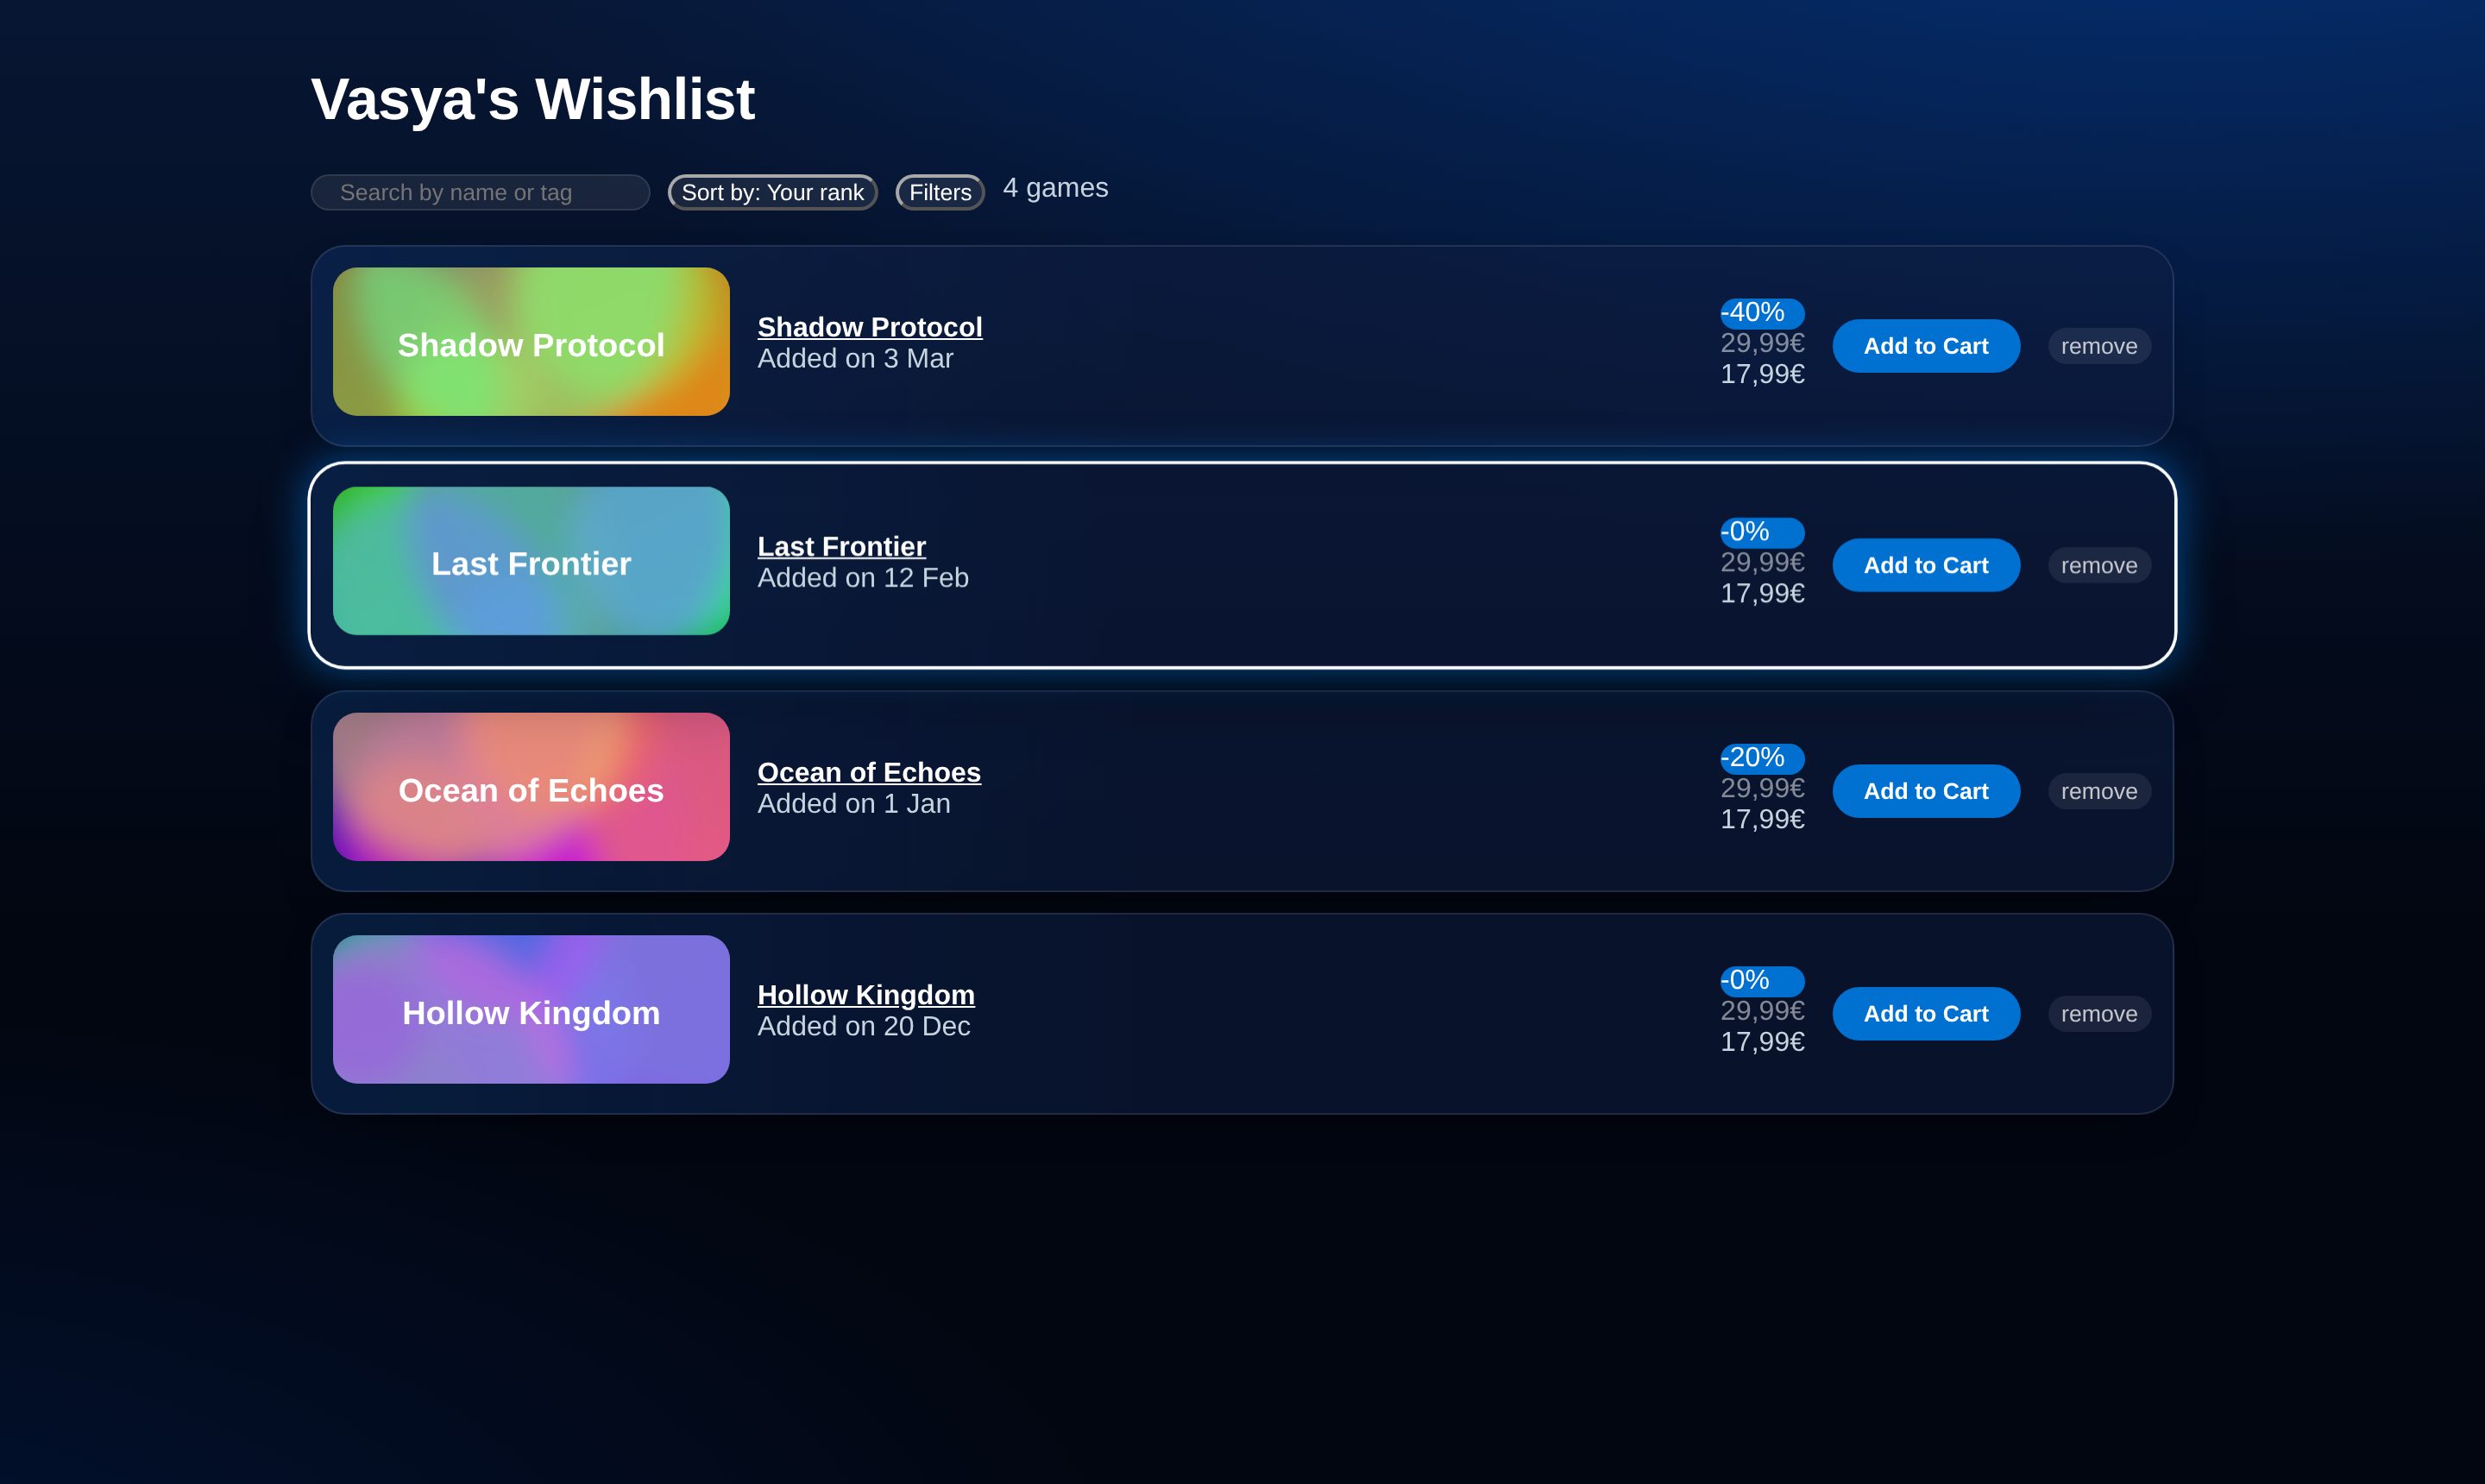 Vasya's Wishlist
Search by name or tag
Sort by: Your rank
Filters
4 games
Shadow Protocol
Shadow Protocol
Added on 3 Mar
-40%
29,99€
17,99€
Add to Cart
remove
Last Frontier
Last Frontier
Added on 12 Feb
-0%
29,99€
17,99€
Add to Cart
remove
Ocean of Echoes
Ocean of Echoes
Added on 1 Jan
-20%
29,99€
17,99€
Add to Cart
remove
Hollow Kingdom
Hollow Kingdom
Added on 20 Dec
-0%
29,99€
17,99€
Add to Cart
remove